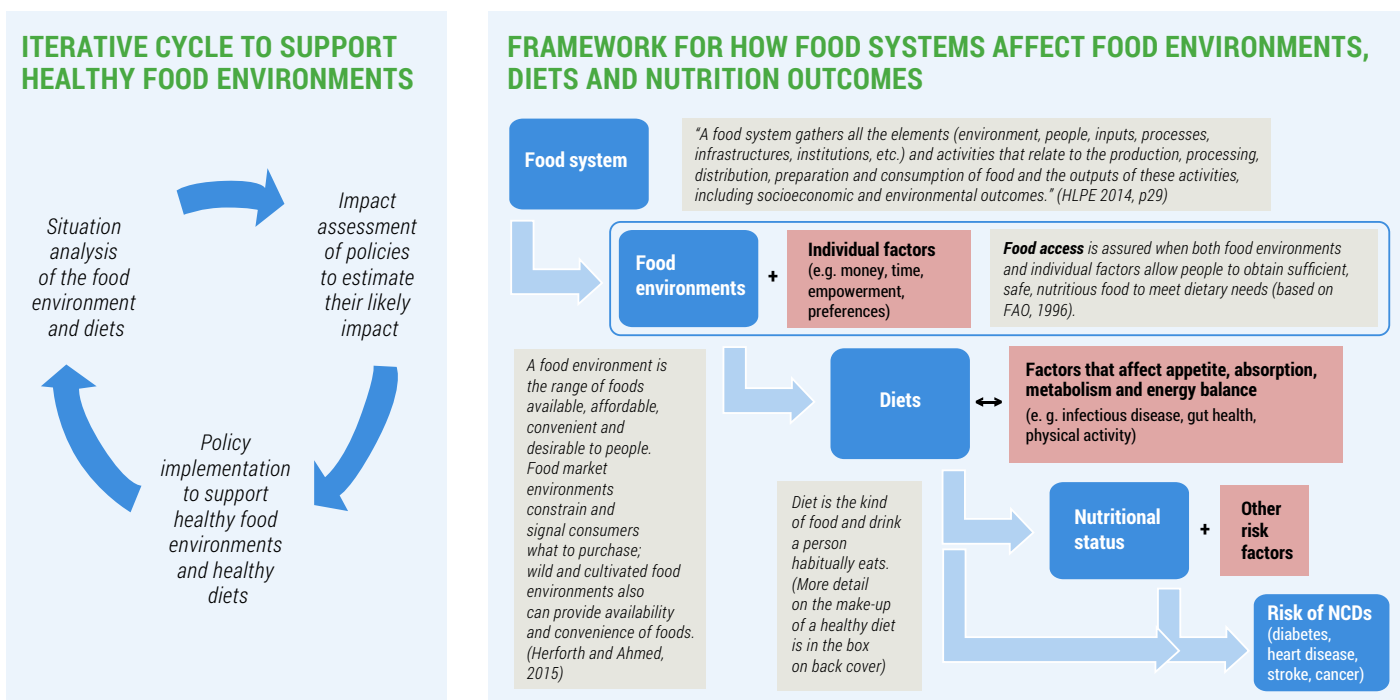 ITERATIVE CYCLE TO SUPPORT
HEALTHY FOOD ENVIRONMENTS
Situation
analysis
of the food
environment
and diets
Impact
assessment
of policies
to estimate
their likely
impact
Policy
implementation
to support
healthy food
environments
and healthy
diets
FRAMEWORK FOR HOW FOOD SYSTEMS AFFECT FOOD ENVIRONMENTS,
DIETS AND NUTRITION OUTCOMES
Food system
“A food system gathers all the elements (environment, people, inputs, processes,
infrastructures, institutions, etc.) and activities that relate to the production, processing,
distribution, preparation and consumption of food and the outputs of these activities,
including socioeconomic and environmental outcomes.” (HLPE 2014, p29)
Food
environments
+
Individual factors
(e.g. money, time,
empowerment,
preferences)
Food access is assured when both food environments
and individual factors allow people to obtain sufficient,
safe, nutritious food to meet dietary needs (based on
FAO, 1996).
A food environment is
the range of foods
available, affordable,
convenient and
desirable to people.
Food market
environments
constrain and
signal consumers
what to purchase;
wild and cultivated food
environments also
can provide availability
and convenience of foods.
(Herforth and Ahmed,
2015)
Diets
Factors that affect appetite, absorption,
metabolism and energy balance
(e. g. infectious disease, gut health,
physical activity)
Diet is the kind
of food and drink
a person
habitually eats.
(More detail
on the make-up
of a healthy diet
is in the box
on back cover)
Nutritional
status
+
Other
risk
factors
Risk of NCDs
(diabetes,
heart disease,
stroke, cancer)